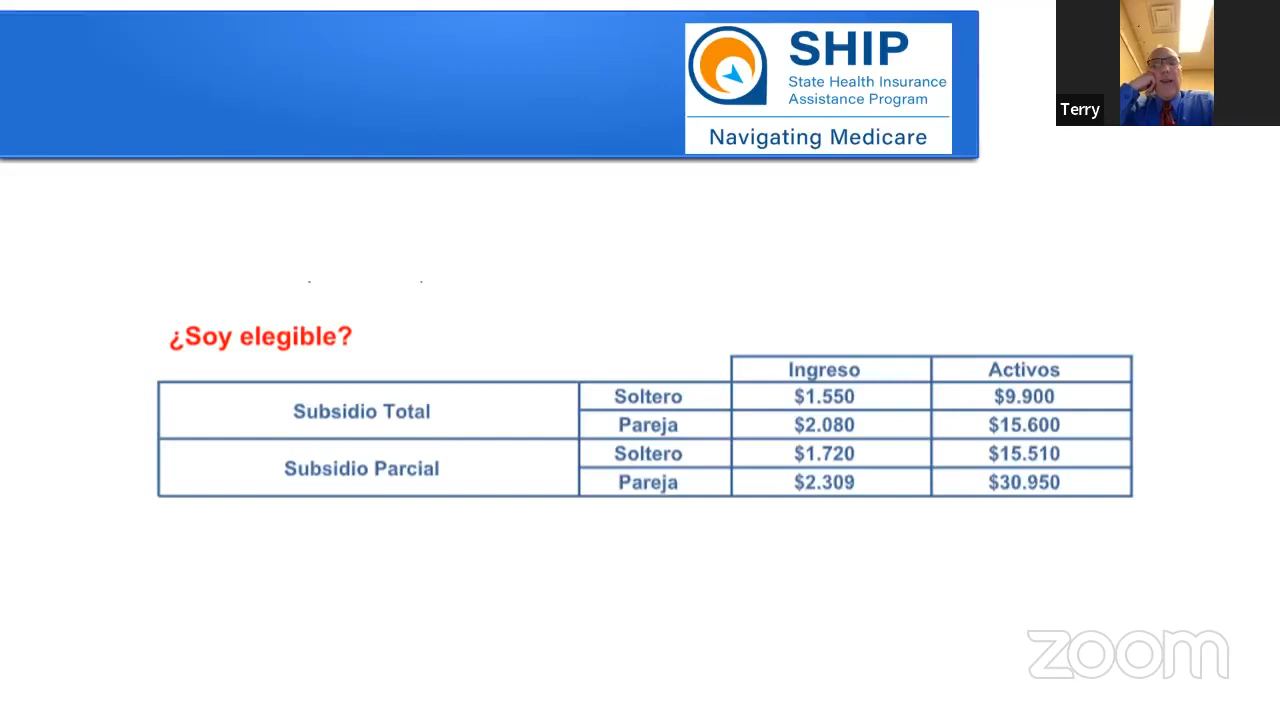 SHIP
State Health Insurance
Assistance Program
Navigating Medicare
Terry
¿Soy elegible?
Ingreso Activos
Subsidio Total Soltero $1.550 $9.900
Pareja $2.080 $15.600
Subsidio Parcial Soltero $1.720 $15.510
Pareja $2.309 $30.950
zoom